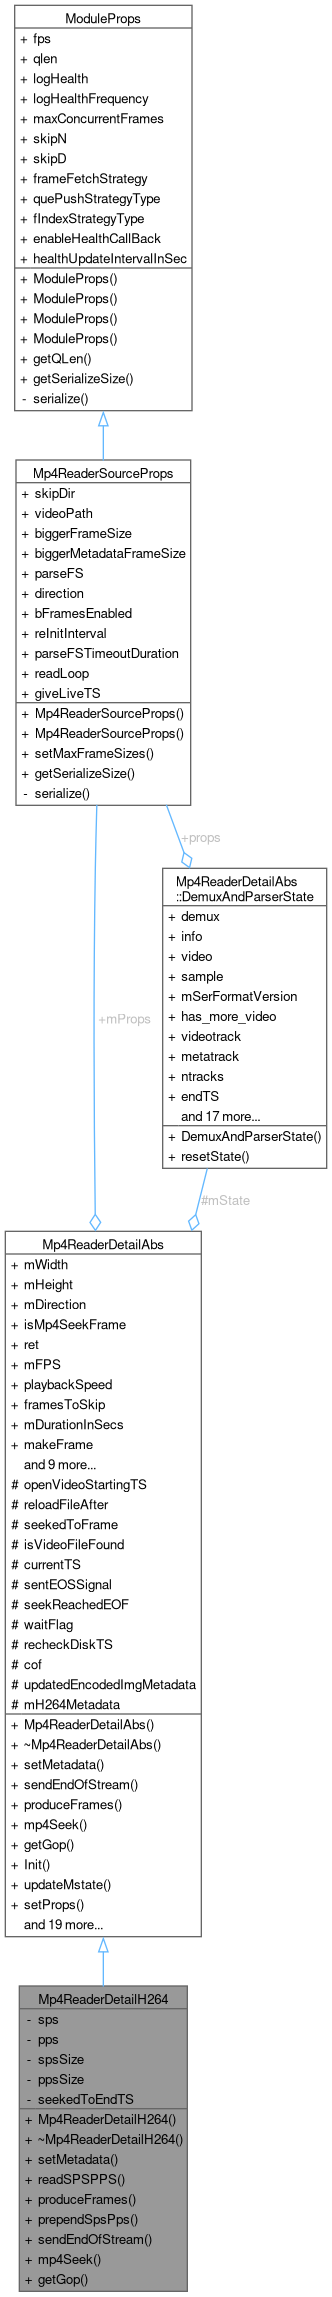 ModuleProps
+ fps
+ qlen
+ logHealth
+ logHealthFrequency
+ maxConcurrentFrames
+ skipN
+ skipD
+ frameFetchStrategy
+ quePushStrategyType
+ fIndexStrategyType
+ enableHealthCallBack
+ healthUpdateIntervalInSec
+ ModuleProps()
+ ModuleProps()
+ ModuleProps()
+ ModuleProps()
+ getQLen()
+ getSerializeSize()
- serialize()
Mp4ReaderSourceProps
+ skipDir
+ videoPath
+ biggerFrameSize
+ biggerMetadataFrameSize
+ parseFS
+ direction
+ bFramesEnabled
+ reInitInterval
+ parseFSTimeoutDuration
+ readLoop
+ giveLiveTS
+ Mp4ReaderSourceProps()
+ Mp4ReaderSourceProps()
+ setMaxFrameSizes()
+ getSerializeSize()
- serialize()
+props
Mp4ReaderDetailAbs
::DemuxAndParserState
+ demux
+ info
+ video
+ sample
+ mSerFormatVersion
+ has_more_video
+ videotrack
+ metatrack
+ ntracks
+ endTS
and 17 more...
+ DemuxAndParserState()
+ resetState()
+mProps
#mState
Mp4ReaderDetailAbs
+ mWidth
+ mHeight
+ mDirection
+ isMp4SeekFrame
+ ret
+ mFPS
+ playbackSpeed
+ framesToSkip
+ mDurationInSecs
+ makeFrame
and 9 more...
# openVideoStartingTS
# reloadFileAfter
# seekedToFrame
# isVideoFileFound
# currentTS
# sentEOSSignal
# seekReachedEOF
# waitFlag
# recheckDiskTS
# cof
# updatedEncodedImgMetadata
# mH264Metadata
+ Mp4ReaderDetailAbs()
+ ~Mp4ReaderDetailAbs()
+ setMetadata()
+ sendEndOfStream()
+ produceFrames()
+ mp4Seek()
+ getGop()
+ Init()
+ updateMstate()
+ setProps()
and 19 more...
Mp4ReaderDetailH264
- sps
- pps
- spsSize
- ppsSize
- seekedToEndTS
+ Mp4ReaderDetailH264()
+ ~Mp4ReaderDetailH264()
+ setMetadata()
+ readSPSPPS()
+ produceFrames()
+ prependSpsPps()
+ sendEndOfStream()
+ mp4Seek()
+ getGop()